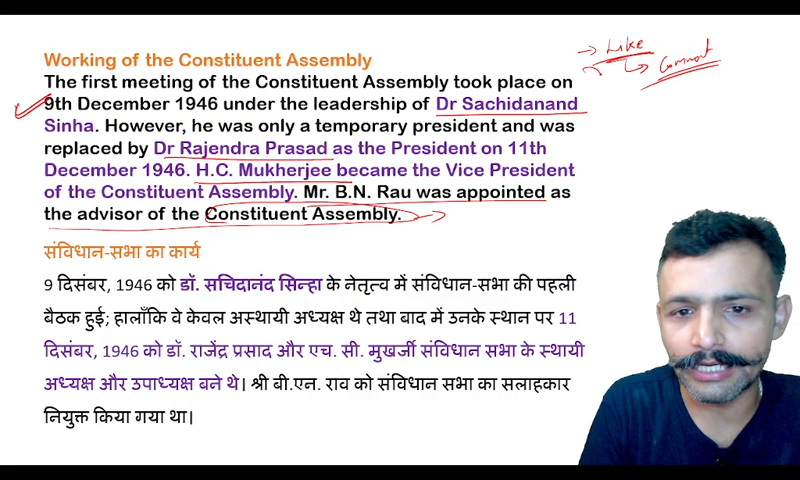 Working of the Constituent Assembly
The first meeting of the Constituent Assembly took place on
9th December 1946 under the leadership of Dr Sachidanand
Sinha. However, he was only a temporary president and was
replaced by Dr Rajendra Prasad as the President on 11th
December 1946. H.C. Mukherjee became the Vice President
of the Constituent Assembly. Mr. B.N. Rau was appointed as
the advisor of the Constituent Assembly.
Like
Comment
संविधान-सभा का कार्य
9 दिसंबर, 1946 को डॉ. सचिदानंद सिन्हा के नेतृत्व में संविधान-सभा की पहली
बैठक हुई; हालाँकि वे केवल अस्थायी अध्यक्ष थे तथा बाद में उनके स्थान पर 11
दिसंबर, 1946 को डॉ. राजेंद्र प्रसाद और एच. सी. मुखर्जी संविधान सभा के स्थायी
अध्यक्ष और उपाध्यक्ष बने थे। श्री बी.एन. राव को संविधान सभा का सलाहकार
नियुक्त किया गया था।